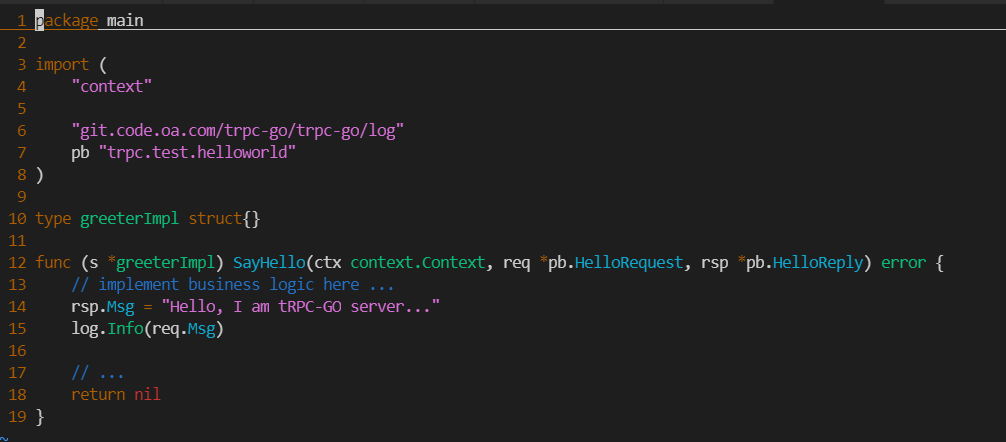 1 package main
2
3 import (
4     "context"
5
6     "git.code.oa.com/trpc-go/trpc-go/log"
7     pb "trpc.test.helloworld"
8 )
9
10 type greeterImpl struct{}
11
12 func (s *greeterImpl) SayHello(ctx context.Context, req *pb.HelloRequest, rsp *pb.HelloReply) error {
13     // implement business logic here ...
14     rsp.Msg = "Hello, I am tRPC-GO server..."
15     log.Info(req.Msg)
16
17     // ...
18     return nil
19 }
~